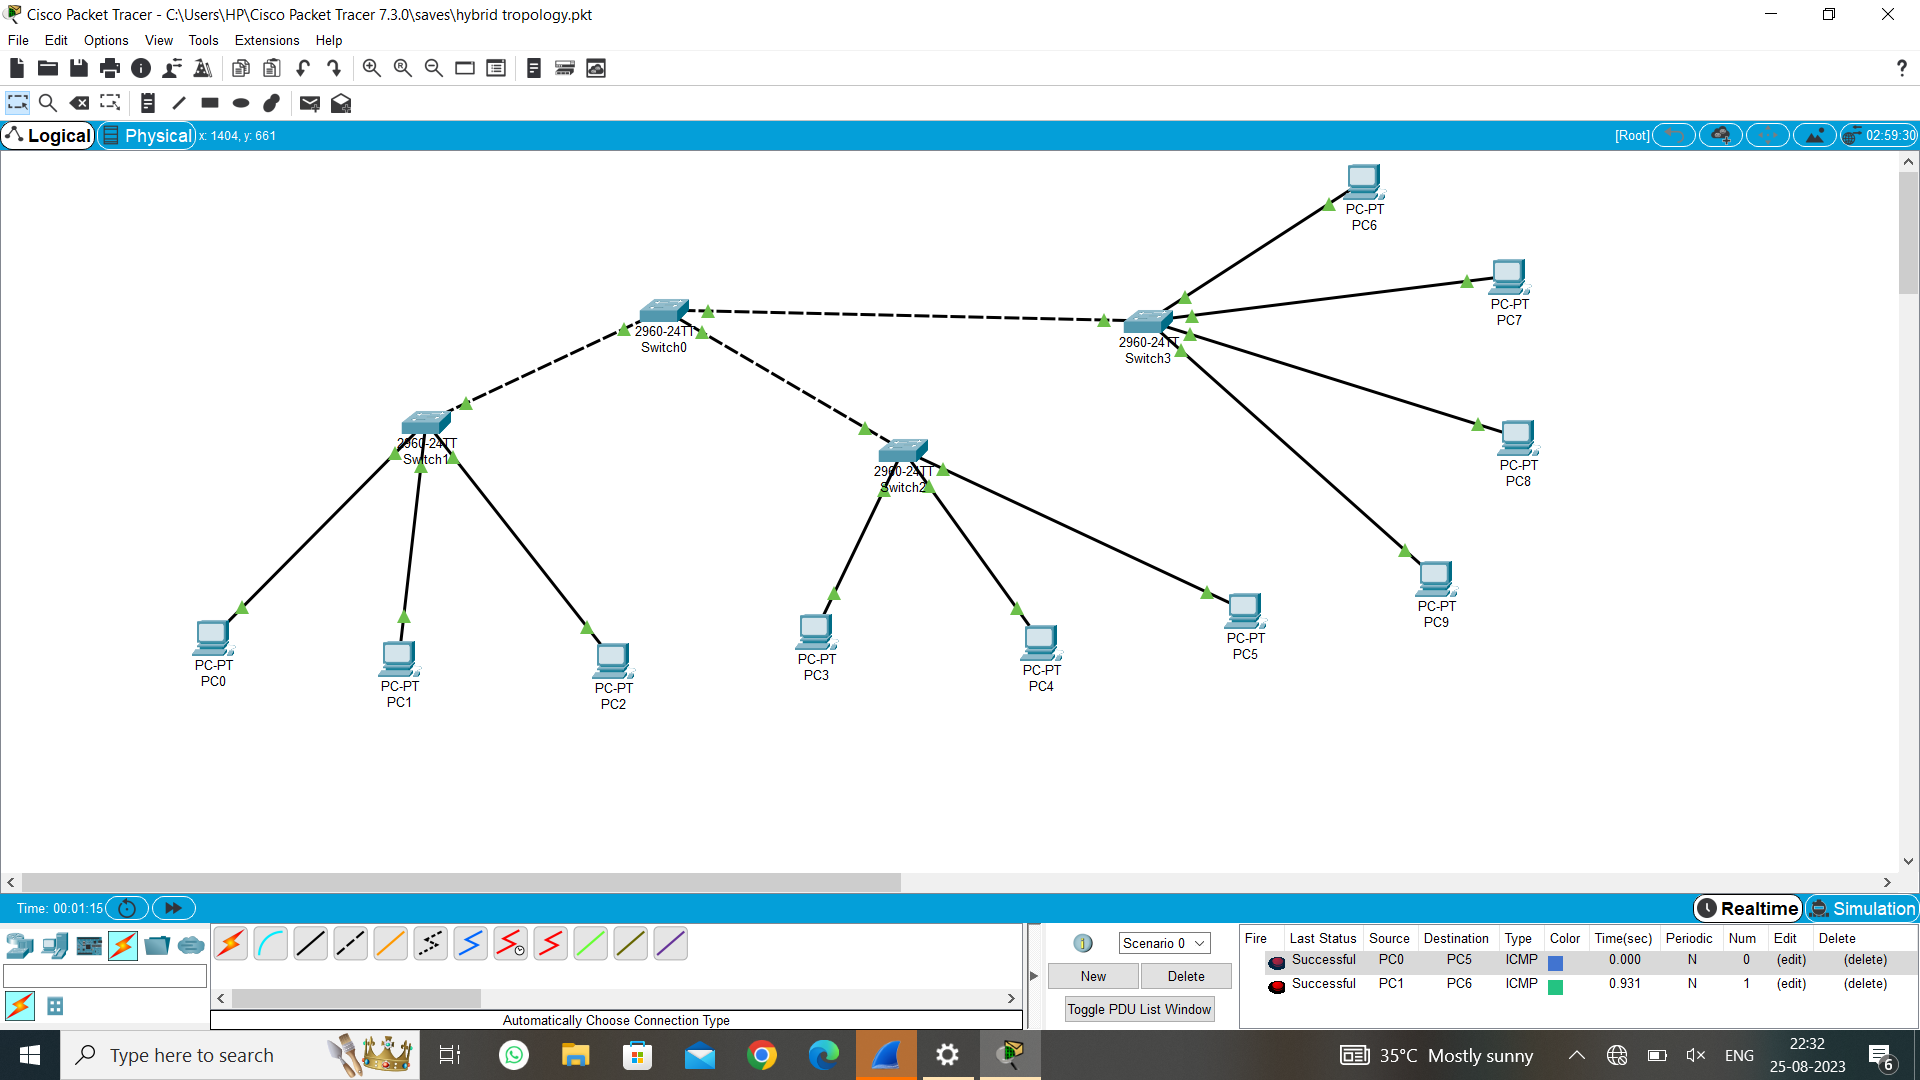 Cisco Packet Tracer - C:\Users\HP\Cisco Packet Tracer 7.3.0\saves\hybrid tropology.pkt
File Edit Options View Tools Extensions Help
?
Logical Physical x: 1404, y: 661 [Root] 02:59:30
PC-PT
PC6
PC-PT
PC7
2960-24TT
Switch0
2960-24TT
Switch3
2960-24TT
Switch1
2960-24TT
Switch2
PC-PT
PC8
PC-PT
PC9
PC-PT
PC0
PC-PT
PC1
PC-PT
PC2
PC-PT
PC3
PC-PT
PC4
PC-PT
PC5
Time: 00:01:15 Realtime Simulation
Scenario 0
New Delete
Toggle PDU List Window
Fire Last Status Source Destination Type Color Time(sec) Periodic Num Edit Delete
Successful PC0 PC5 ICMP 0.000 N 0 (edit) (delete)
Successful PC1 PC6 ICMP 0.931 N 1 (edit) (delete)
Automatically Choose Connection Type
Type here to search
35°C Mostly sunny
ENG
22:32
25-08-2023
6